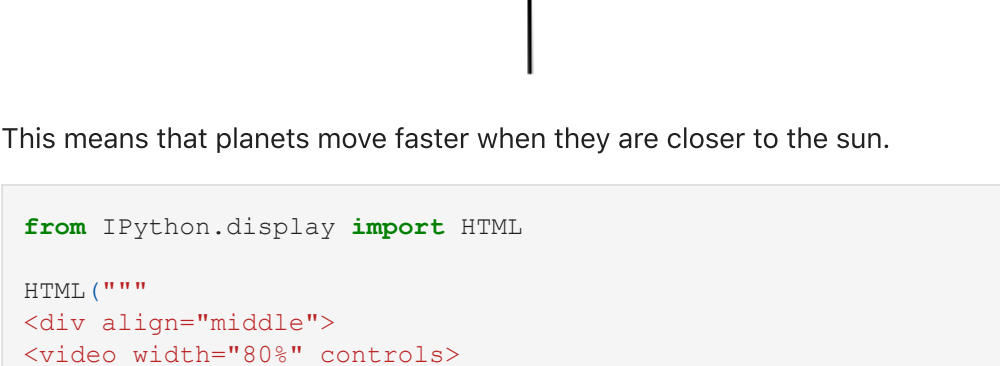 This means that planets move faster when they are closer to the sun.
from IPython.display import HTML
HTML("""
<div align="middle">
<video width="80%" controls>